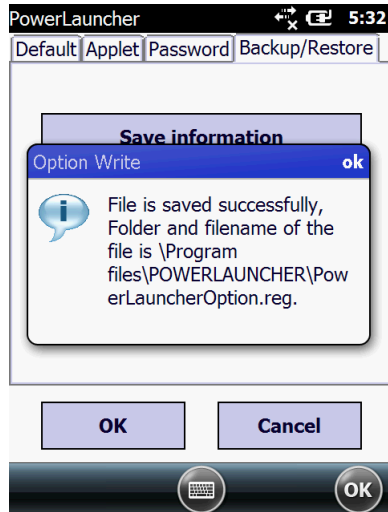 PowerLauncher 5:32
Default Applet Password Backup/Restore
Save information
Option Write ok
File is saved successfully,
Folder and filename of the
file is \Program
files\POWERLAUNCHER\Pow
erLauncherOption.reg.
OK Cancel
OK